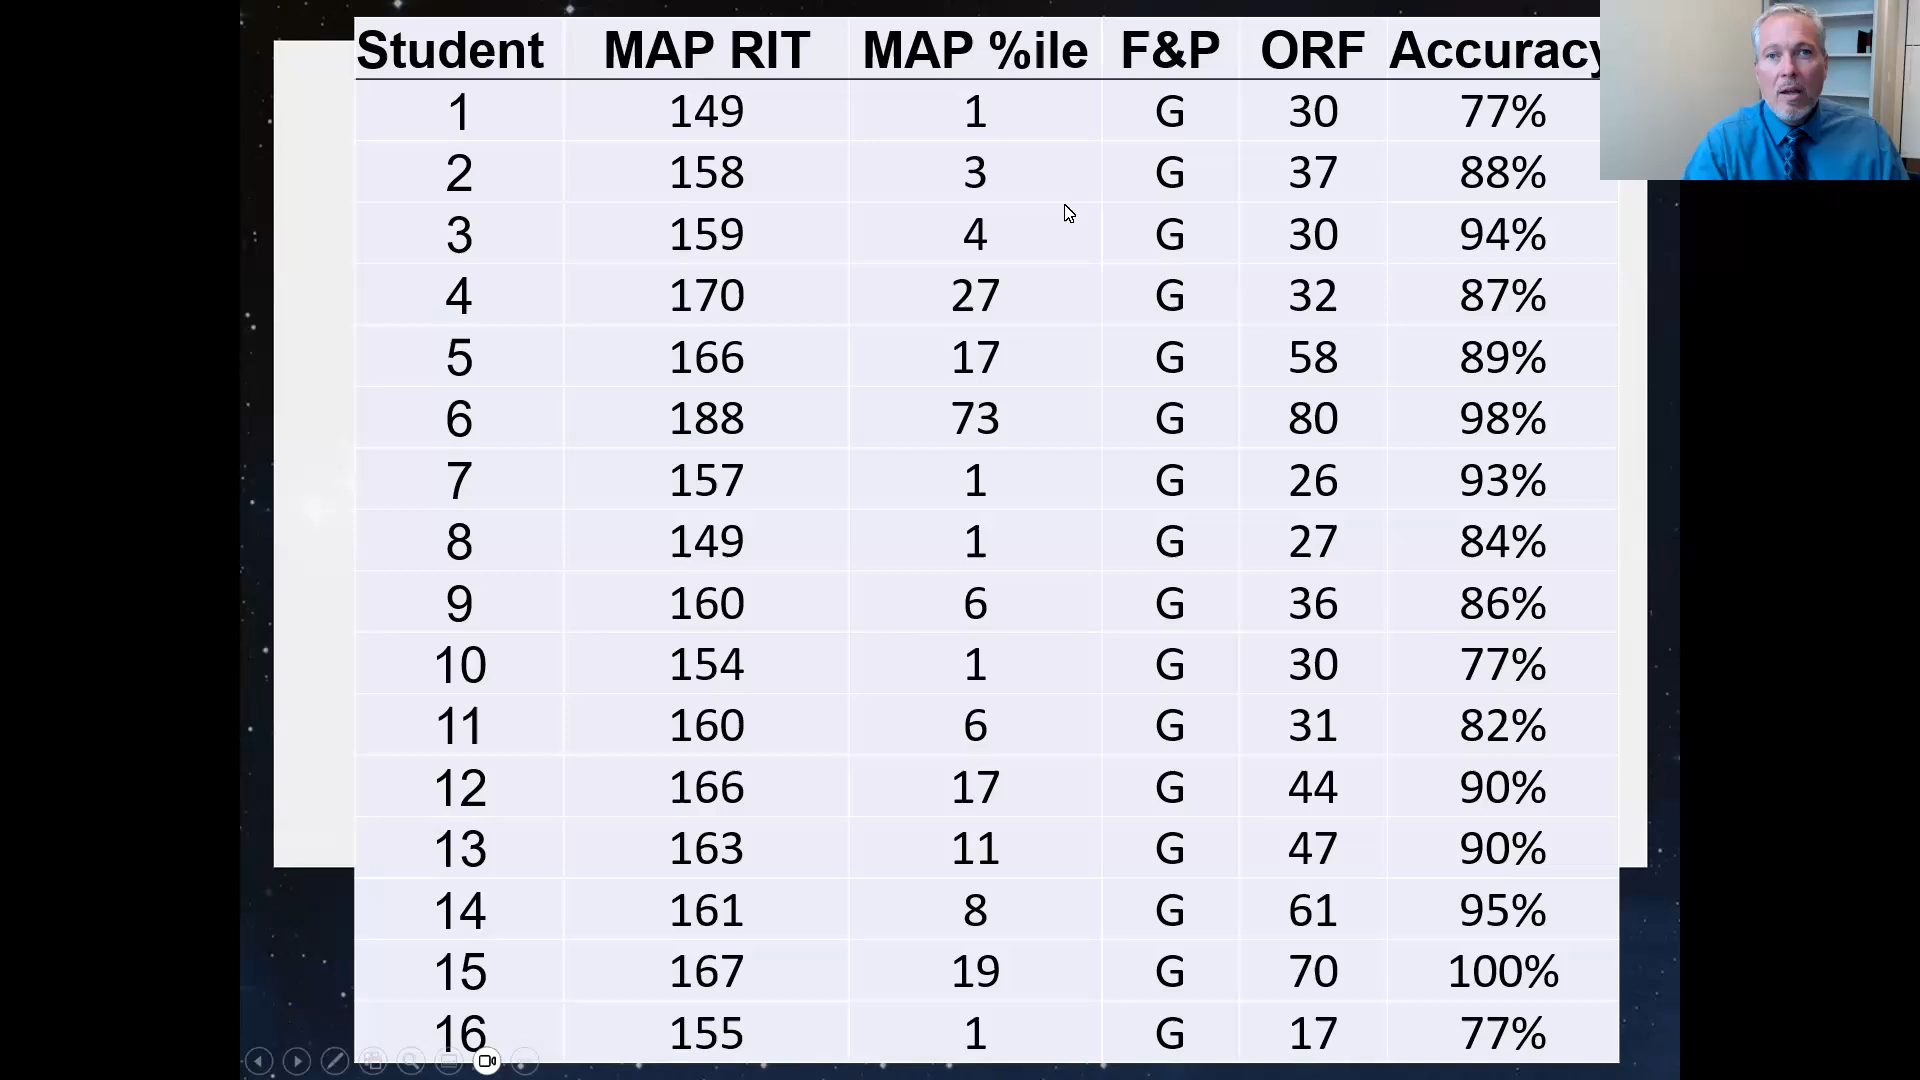 Student MAP RIT MAP %ile F&P ORF Accuracy
1 149 1 G 30 77%
2 158 3 G 37 88%
3 159 4 G 30 94%
4 170 27 G 32 87%
5 166 17 G 58 89%
6 188 73 G 80 98%
7 157 1 G 26 93%
8 149 1 G 27 84%
9 160 6 G 36 86%
10 154 1 G 30 77%
11 160 6 G 31 82%
12 166 17 G 44 90%
13 163 11 G 47 90%
14 161 8 G 61 95%
15 167 19 G 70 100%
16 155 1 G 17 77%